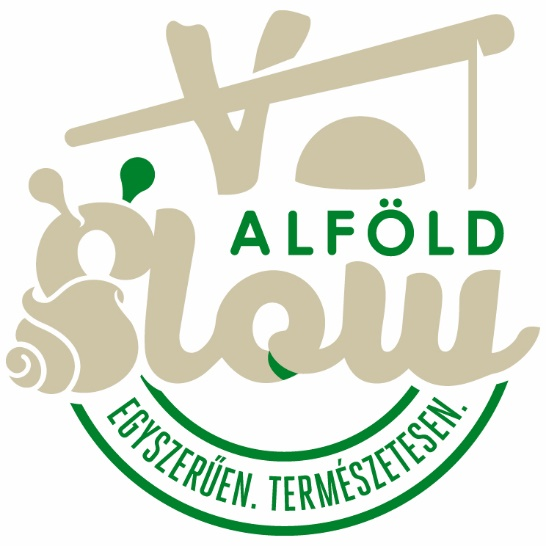 ALFÖLD
Slow
EGYSZERŰEN. TERMÉSZETESEN.